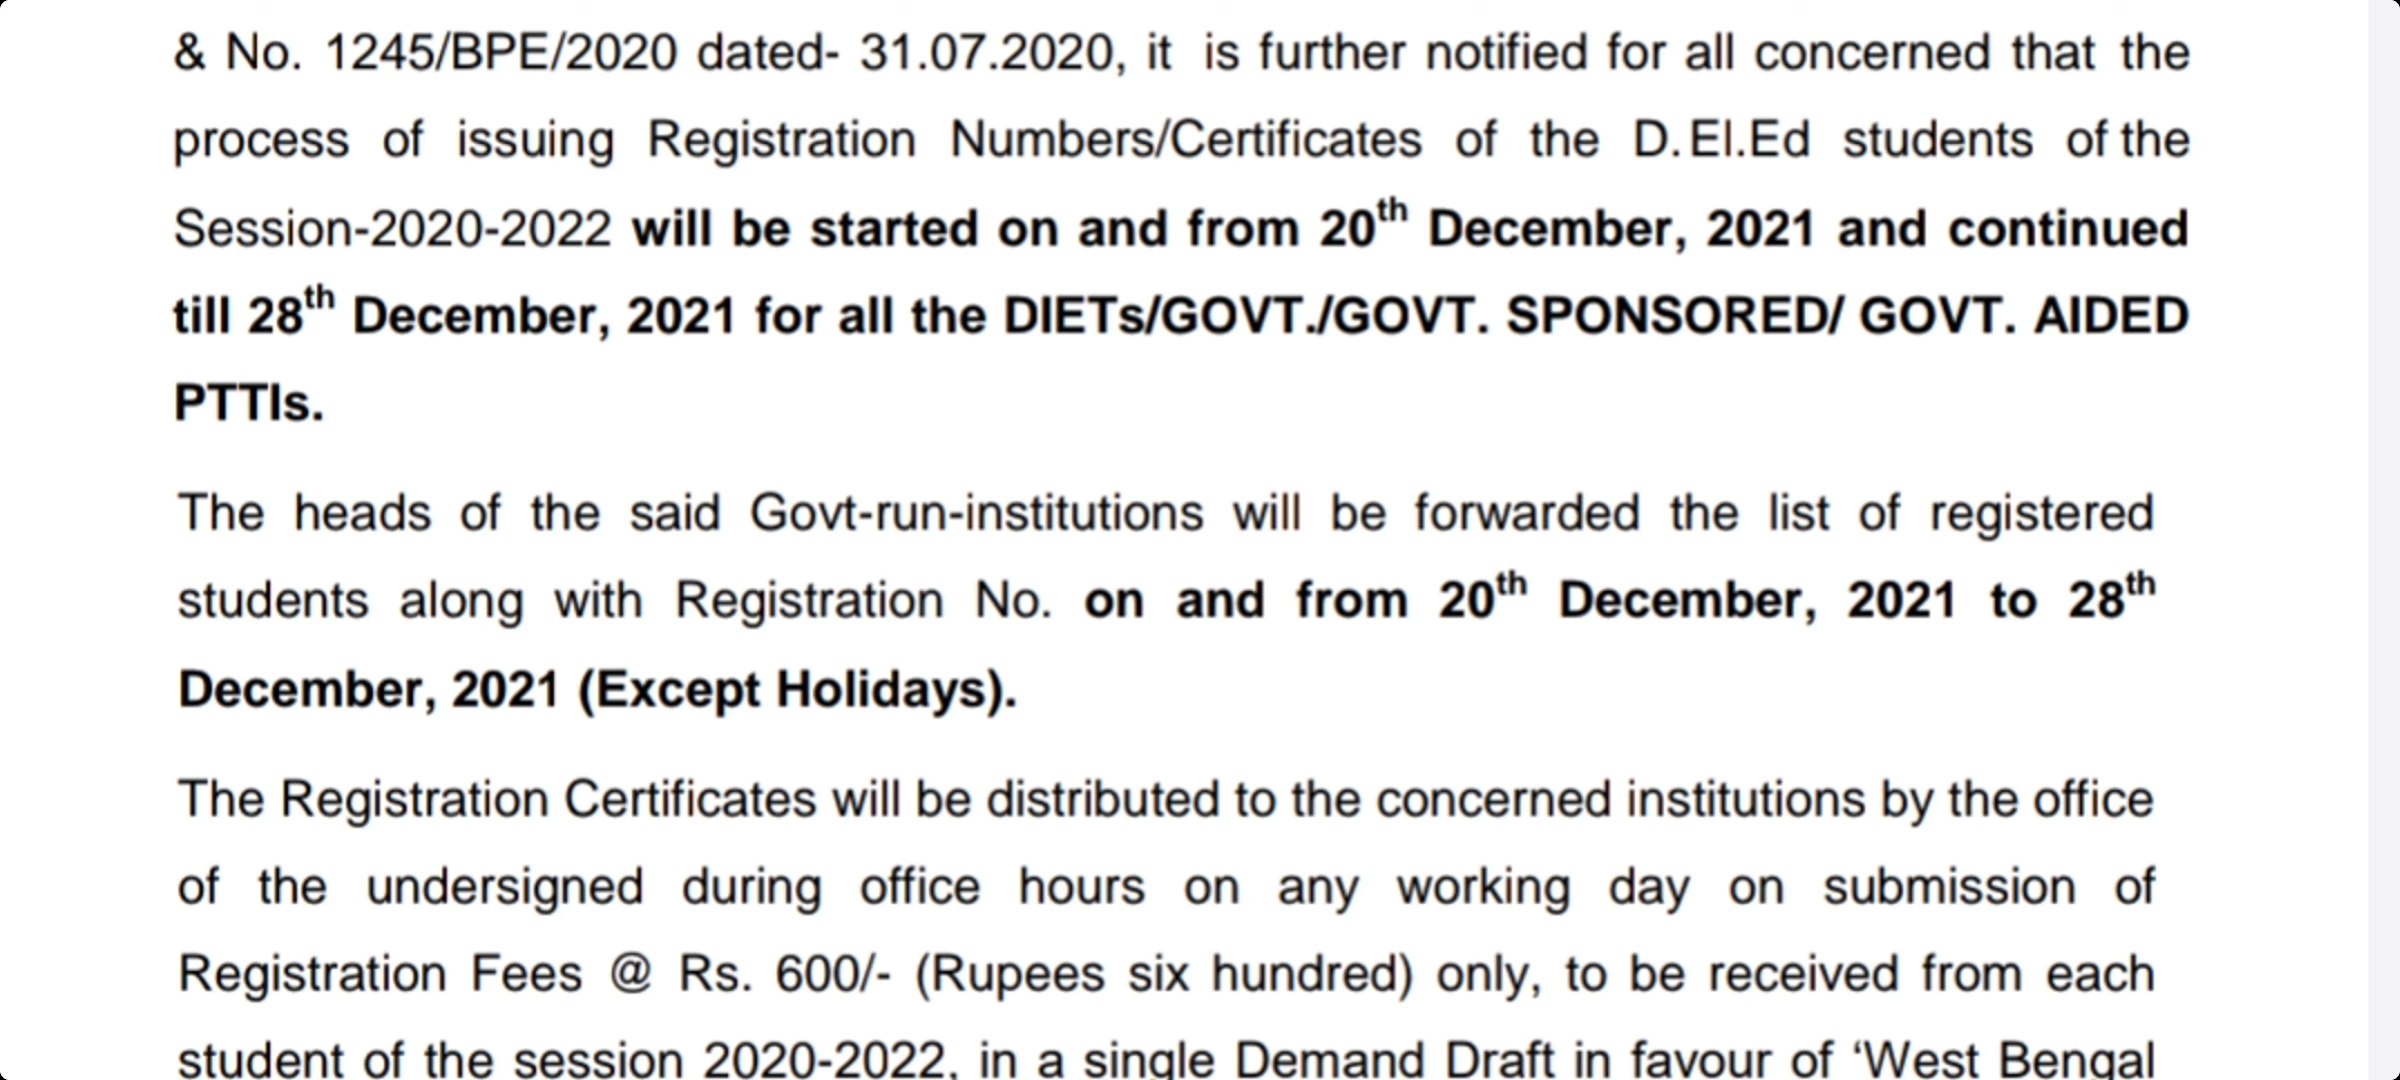 & No. 1245/BPE/2020 dated- 31.07.2020, it is further notified for all concerned that the
process of issuing Registration Numbers/Certificates of the D.El.Ed students of the
Session-2020-2022 will be started on and from 20th December, 2021 and continued
till 28th December, 2021 for all the DIETs/GOVT./GOVT. SPONSORED/ GOVT. AIDED
PTTIs.
The heads of the said Govt-run-institutions will be forwarded the list of registered
students along with Registration No. on and from 20th December, 2021 to 28th
December, 2021 (Except Holidays).
The Registration Certificates will be distributed to the concerned institutions by the office
of the undersigned during office hours on any working day on submission of
Registration Fees @ Rs. 600/- (Rupees six hundred) only, to be received from each
student of the session 2020-2022, in a single Demand Draft in favour of ‘West Bengal